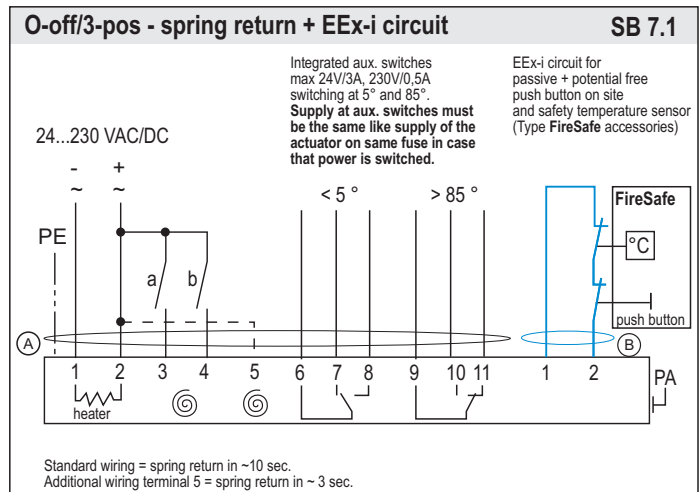 O-off/3-pos - spring return + EEx-i circuit SB 7.1
Integrated aux. switches
max 24V/3A, 230V/0,5A
switching at 5° and 85°.
Supply at aux. switches must
be the same like supply of the
actuator on same fuse in case
that power is switched.
EEx-i circuit for
passive + potential free
push button on site
and safety temperature sensor
(Type FireSafe accessories)
24...230 VAC/DC
- +
~ ~
< 5 ° > 85 °
FireSafe
PE
°C
a b
push button
A
B
1 2 3 4 5 6 7 8 9 10 11 1 2
PA
heater
Standard wiring = spring return in ~10 sec.
Additional wiring terminal 5 = spring return in ~ 3 sec.